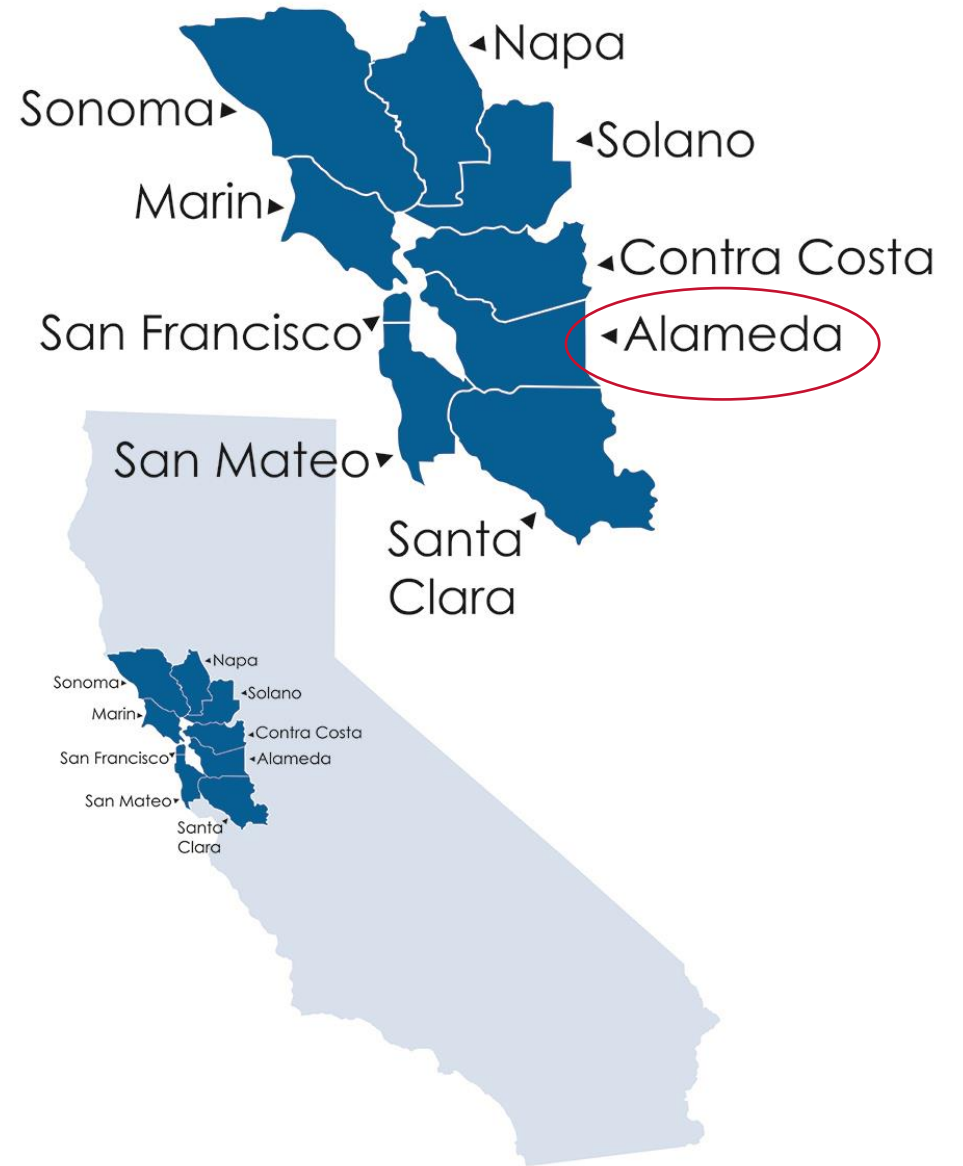 Napa
Sonoma
Solano
Marin
Contra Costa
San Francisco
Alameda
San Mateo
Santa
Clara
Napa
Sonoma
Solano
Marin
Contra Costa
San Francisco
Alameda
San Mateo
Santa
Clara